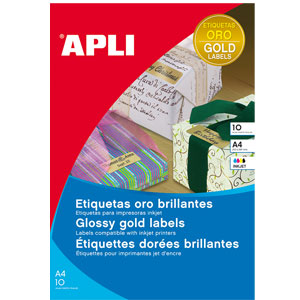 APLI
ETIQUETAS
ORO
GOLD
LABELS
10
A4
INKJET
Etiquetas oro brillantes
Etiquetas para impresoras inkjet
Glossy gold labels
Labels compatible with inkjet printers
Étiquettes dorées brillantes
Étiquettes pour imprimantes jet d'encre
A4
10